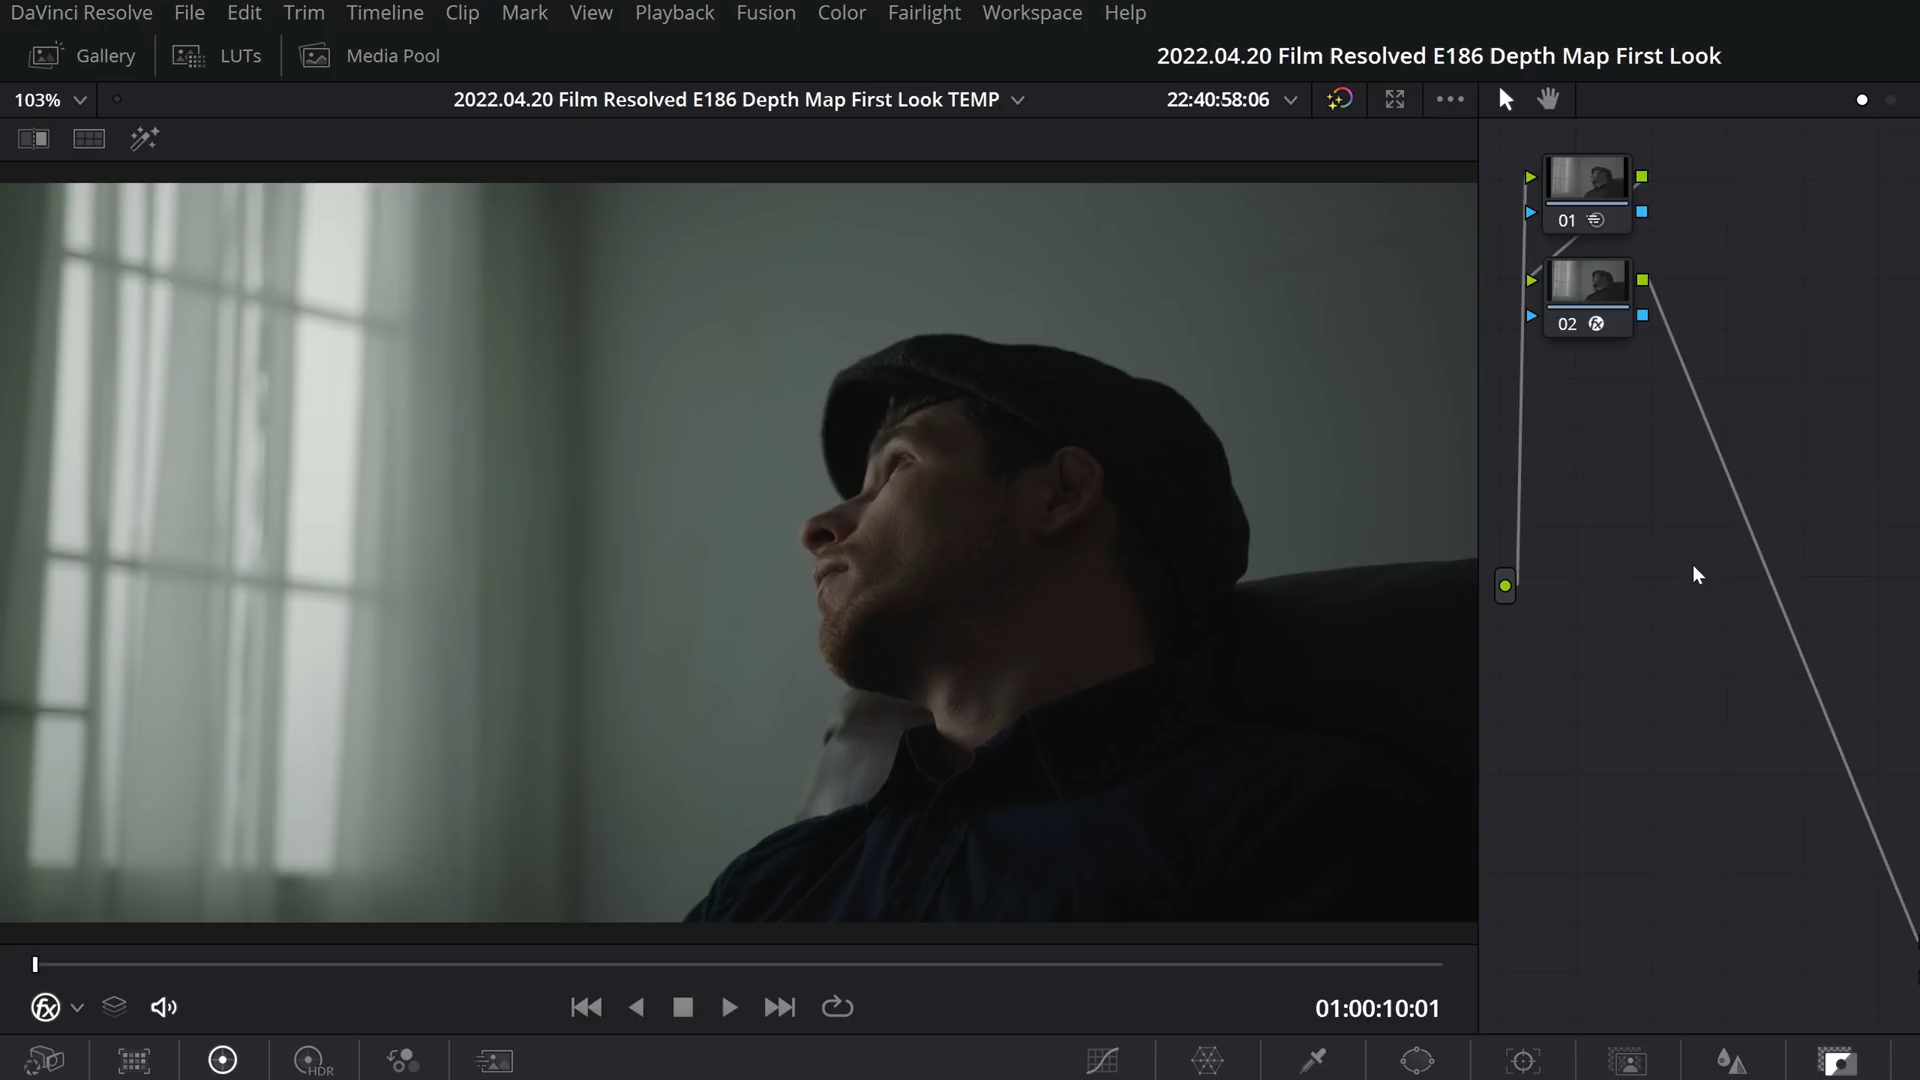 DaVinci Resolve File Edit Trim Timeline Clip Mark View Playback Fusion Color Fairlight Workspace Help
Gallery LUTs Media Pool 2022.04.20 Film Resolved E186 Depth Map First Look
103% 2022.04.20 Film Resolved E186 Depth Map First Look TEMP 22:40:58:06
01
02
fx 01:00:10:01
HDR